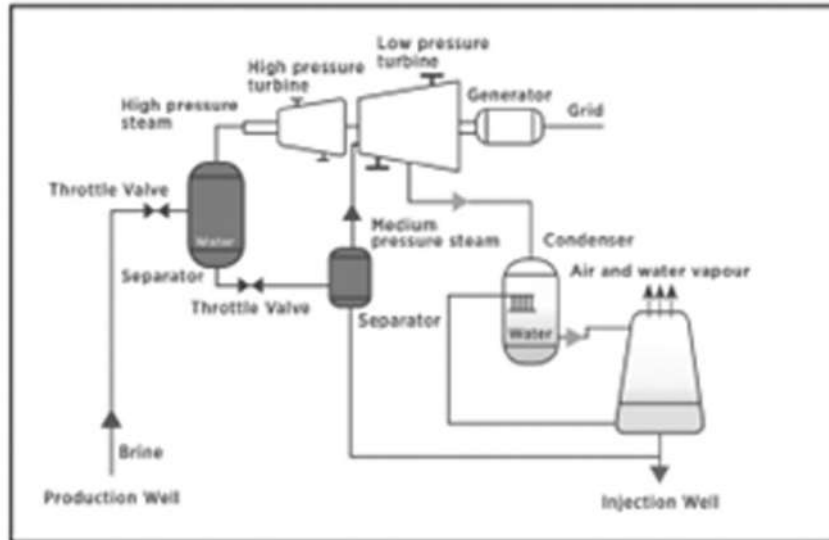 Low pressure
turbine
High pressure
turbine
Generator
Grid
High pressure
steam
Throttle Valve
Water
Medium
pressure steam
Condenser
Separator
Air and water vapour
Throttle Valve
Separator
Water
Brine
Production Well
Injection Well